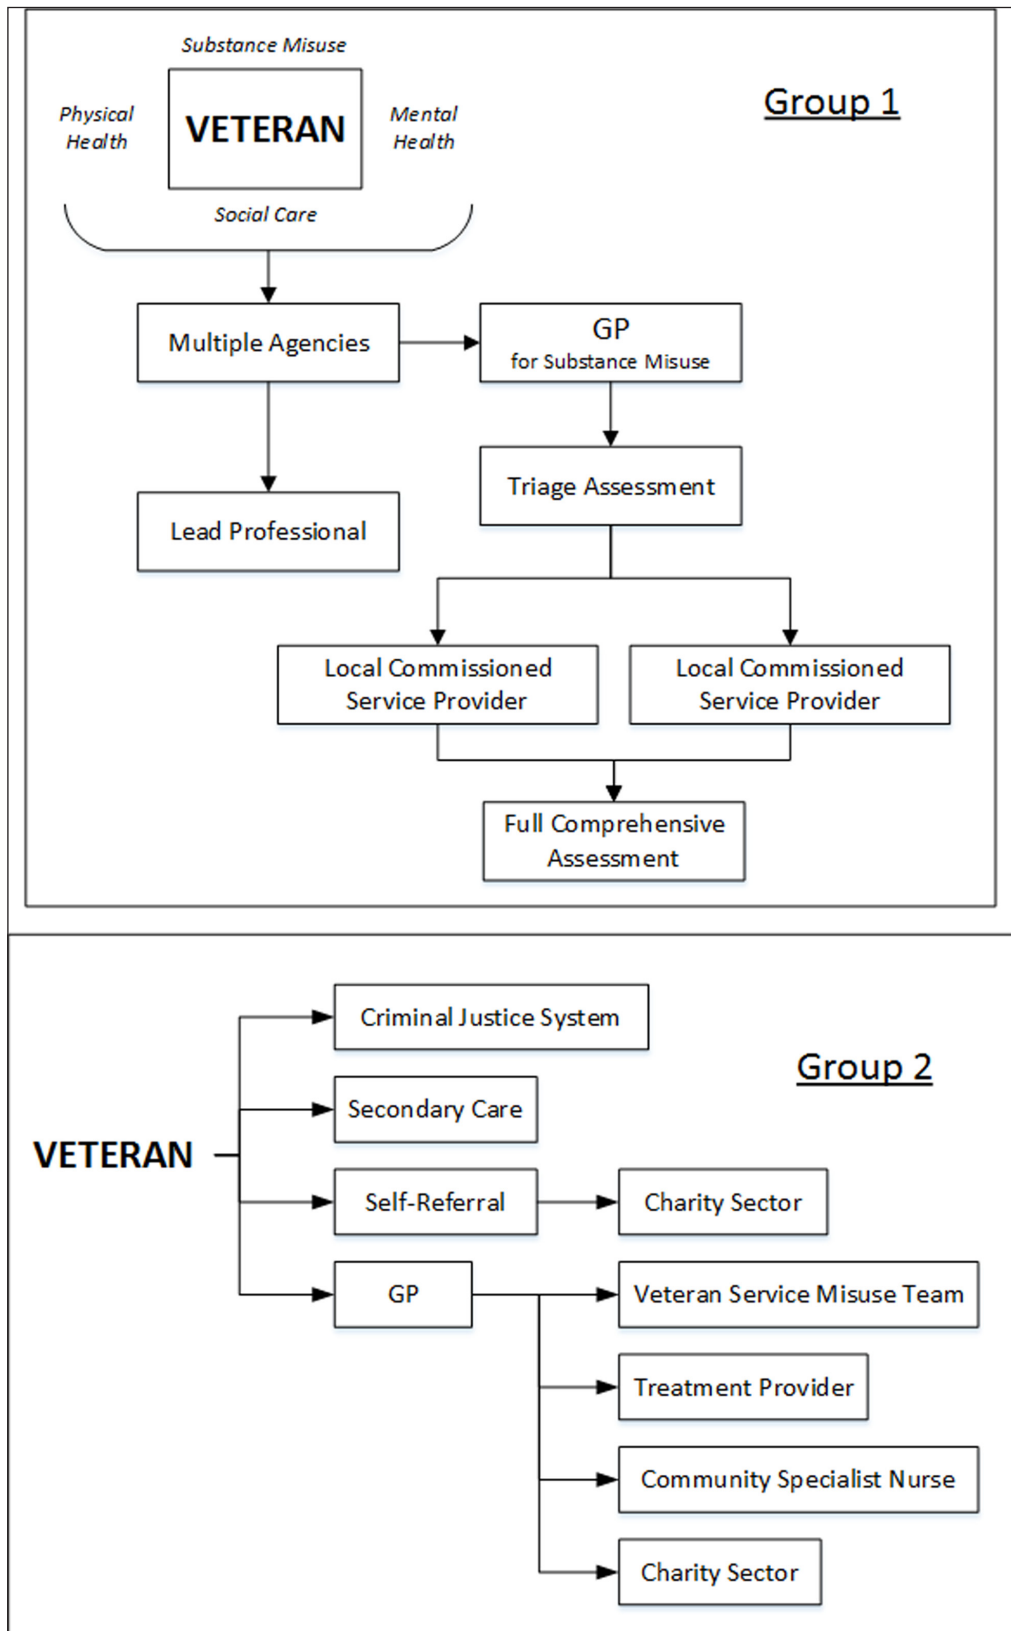 Substance Misuse
Group 1
Physical
Health
VETERAN
Mental
Health
Social Care
Multiple Agencies
GP
for Substance Misuse
Lead Professional
Triage Assessment
Local Commissioned
Service Provider
Local Commissioned
Service Provider
Full Comprehensive
Assessment
Group 2
VETERAN
Criminal Justice System
Secondary Care
Self-Referral
Charity Sector
GP
Veteran Service Misuse Team
Treatment Provider
Community Specialist Nurse
Charity Sector